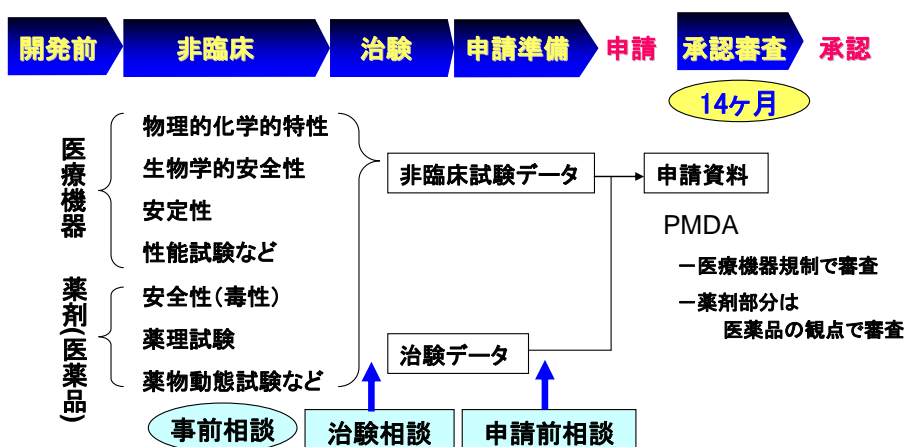 開発前
非臨床
治験
申請準備
申請
承認審査
承認
14ヶ月
医療機器
物理的化学的特性
生物学的安全性
安定性
性能試験など
薬剤(医薬品)
安全性(毒性)
薬理試験
薬物動態試験など
非臨床試験データ
治験データ
申請資料
PMDA
－医療機器規制で審査
－薬剤部分は
医薬品の観点で審査
事前相談
治験相談
申請前相談